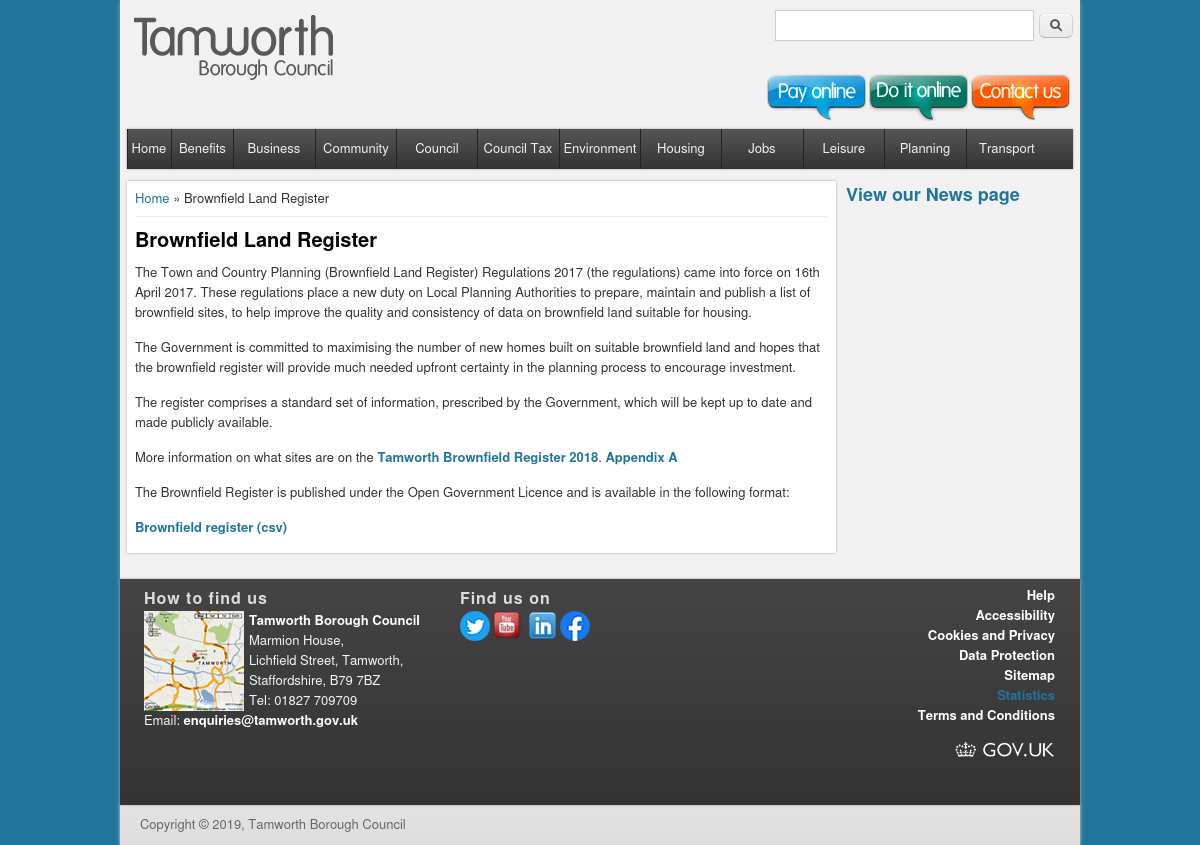 Tamworth
Borough Council
Pay online Do it online Contact us
Home Benefits Business Community Council Council Tax Environment Housing Jobs Leisure Planning Transport
Home » Brownfield Land Register
View our News page
Brownfield Land Register
The Town and Country Planning (Brownfield Land Register) Regulations 2017 (the regulations) came into force on 16th
April 2017. These regulations place a new duty on Local Planning Authorities to prepare, maintain and publish a list of
brownfield sites, to help improve the quality and consistency of data on brownfield land suitable for housing.
The Government is committed to maximising the number of new homes built on suitable brownfield land and hopes that
the brownfield register will provide much needed upfront certainty in the planning process to encourage investment.
The register comprises a standard set of information, prescribed by the Government, which will be kept up to date and
made publicly available.
More information on what sites are on the Tamworth Brownfield Register 2018. Appendix A
The Brownfield Register is published under the Open Government Licence and is available in the following format:
Brownfield register (csv)
How to find us
TAMWORTH
Tamworth Borough Council
Marmion House,
Lichfield Street, Tamworth,
Staffordshire, B79 7BZ
Tel: 01827 709709
Email: enquiries@tamworth.gov.uk
Find us on
You
Tube
in
Help
Accessibility
Cookies and Privacy
Data Protection
Sitemap
Statistics
Terms and Conditions
GOV.UK
Copyright © 2019, Tamworth Borough Council